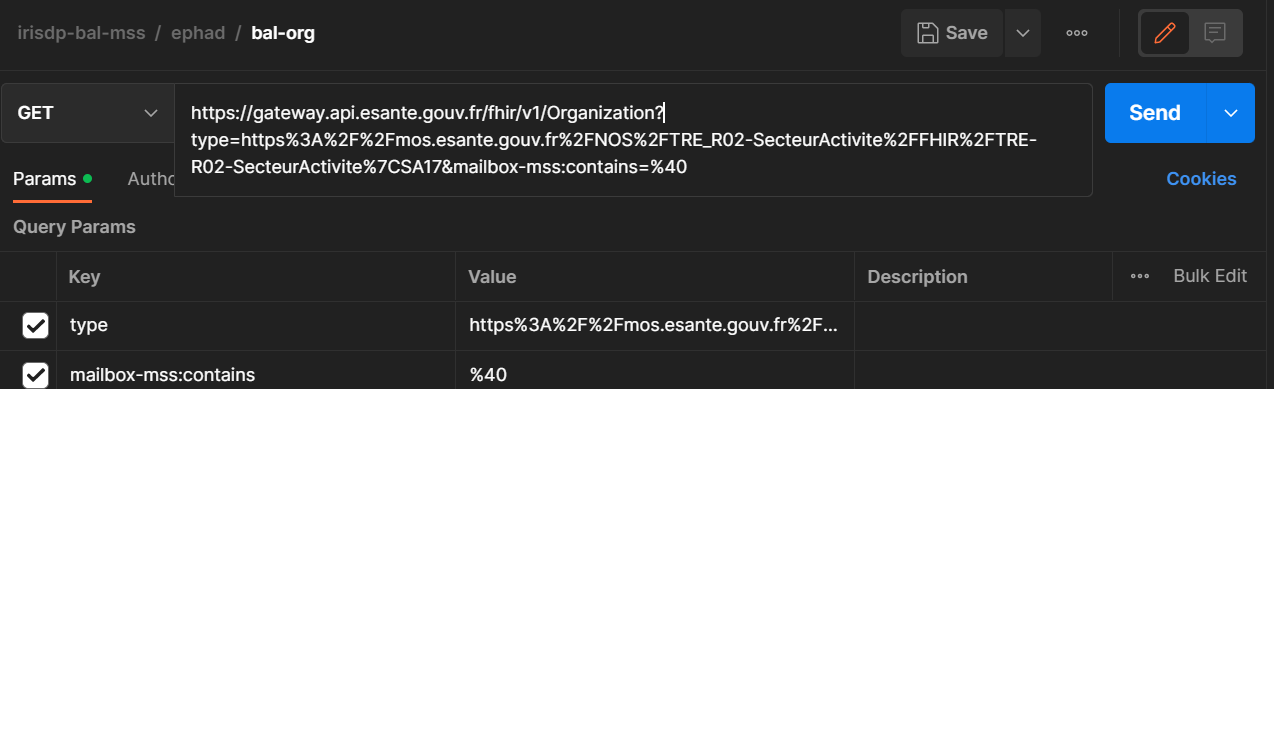 irisdp-bal-mss / ephad / bal-org
Save
GET
https://gateway.api.esante.gouv.fr/fhir/v1/Organization?
type=https%3A%2F%2Fmos.esante.gouv.fr%2FNOS%2FTRE_R02-SecteurActivite%2FFHIR%2FTRE-
R02-SecteurActivite%7CSA17&mailbox-mss:contains=%40
Send
Params
Autho
Cookies
Query Params
Key Value Description Bulk Edit
type https%3A%2F%2Fmos.esante.gouv.fr%2F...
mailbox-mss:contains %40